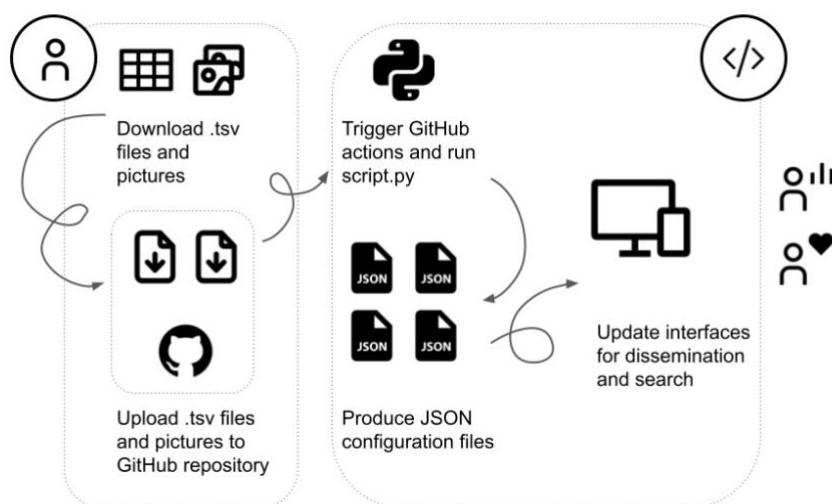 </>
Download .tsv
files and
pictures
Upload .tsv files
and pictures to
GitHub repository
Trigger GitHub
actions and run
script.py
JSON
JSON
JSON
JSON
Produce JSON
configuration files
Update interfaces
for dissemination
and search